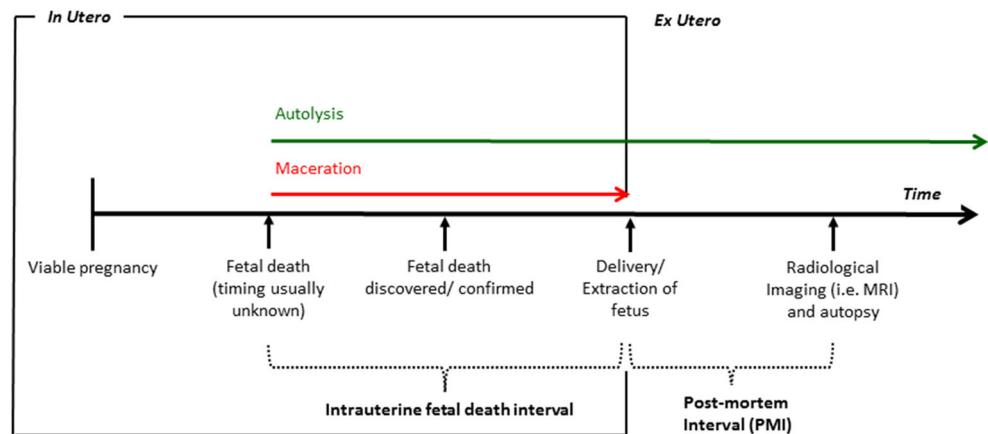 In Utero
Ex Utero
Autolysis
Maceration
Time
Viable pregnancy
Fetal death
(timing usually
unknown)
Fetal death
discovered/ confirmed
Delivery/
Extraction of
fetus
Radiological
Imaging (i.e. MRI)
and autopsy
Intrauterine fetal death interval
Post-mortem
Interval (PMI)